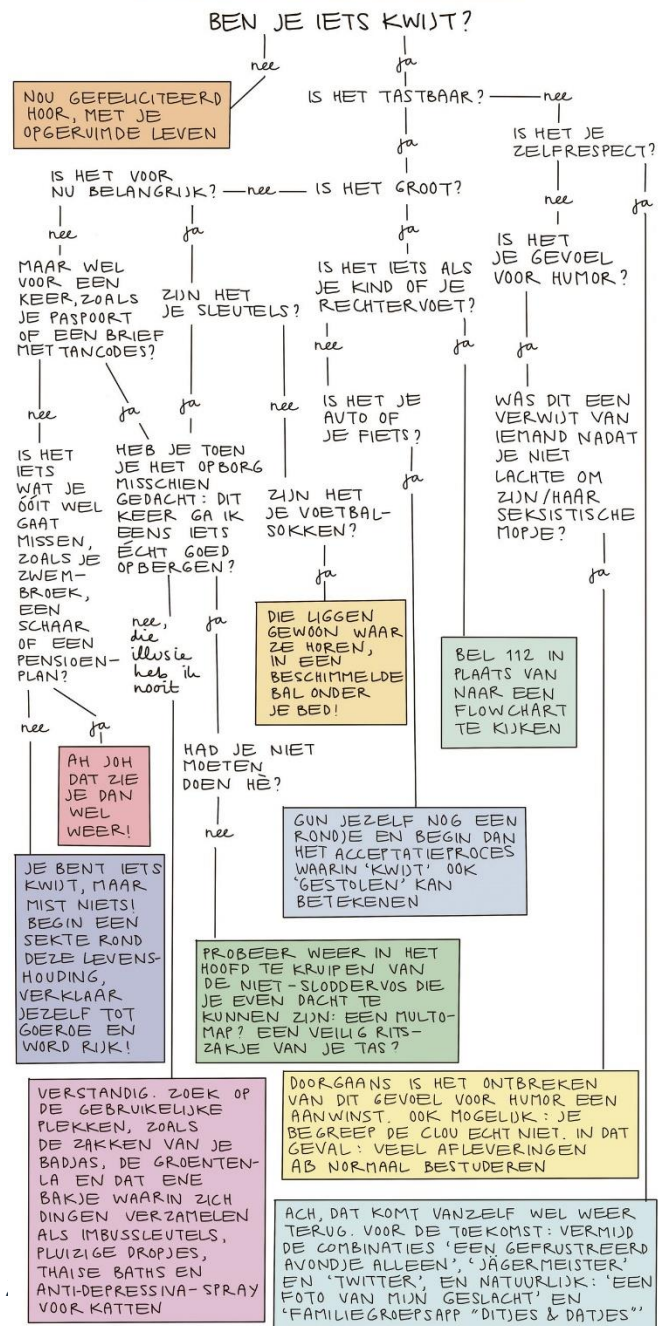 BEN JE IETS KWIJT?
nee
ja
NOU GEFELICITEERD
HOOR, MET JE
OPGERUIMDE LEVEN
IS HET TASTBAAR?
nee
ja
IS HET JE
ZELFRESPECT?
nee
ja
IS HET VOOR
NU BELANGRIJK?
nee
IS HET GROOT?
nee
ja
ja
IS HET
JE GEVOEL
VOOR HUMOR?
ja
MAAR WEL
VOOR EEN
KEER, ZOALS
JE PASPOORT
OF EEN BRIEF
MET TANCODES?
nee
ja
ZIJN HET
JE SLEUTELS?
ja
nee
IS HET IETS ALS
JE KIND OF JE
RECHTERVOET?
nee
ja
IS HET JE
AUTO OF
JE FIETS?
ja
WAS DIT EEN
VERWIJT VAN
IEMAND NADAT
JE NIET
LACHTE OM
ZIJN/HAAR
SEKSISTISCHE
MOPJE?
ja
IS HET
IETS
WAT JE
ÓÓIT WEL
GAAT
MISSEN,
ZOALS JE
ZWEM-
BROEK,
EEN
SCHAAR
OF EEN
PENSIOEN-
PLAN?
nee
ja
HEB JE TOEN
JE HET OPBORG
MISSCHIEN
GEDACHT: DIT
KEER GA IK
EENS IETS
ÉCHT GOED
OPBERGEN?
nee,
die
illusie
heb ik
nooit
ja
ZIJN HET
JE VOETBAL-
SOKKEN?
ja
DIE LIGGEN
GEWOON WAAR
ZE HOREN,
IN EEN
BESCHIMMELDE
BAL ONDER
JE BED!
BEL 112 IN
PLAATS VAN
NAAR EEN
FLOWCHART
TE KIJKEN
AH JOH
DAT ZIE
JE DAN
WEL
WEER!
HAD JE NIET
MOETEN
DOEN HÈ?
nee
GUN JEZELF NOG EEN
RONDJE EN BEGIN DAN
HET ACCEPTATIEPROCES
WAARIN 'KWIJT' OOK
'GESTOLEN' KAN
BETEKENEN
JE BENT IETS
KWIJT, MAAR
MIST NIETS!
BEGIN EEN
SEKTE ROND
DEZE LEVENS-
HOUDING,
VERKLAAR
JEZELF TOT
GOEROE EN
WORD RIJK!
PROBEER WEER IN HET
HOOFD TE KRUIPEN VAN
DE NIET-SLODDERVOS DIE
JE EVEN DACHT TE
KUNNEN ZIJN: EEN MULTO-
MAP? EEN VEILIG RITS-
ZAKJE VAN JE TAS?
VERSTANDIG. ZOEK OP
DE GEBRUIKELIJKE
PLEKKEN, ZOALS
DE ZAKKEN VAN JE
BADJAS, DE GROENTEN-
LA EN DAT ENE
BAKJE WAARIN ZICH
DINGEN VERZAMELEN
ALS IMBUSSLEUTELS,
PLUIZIGE DROPJES,
THAISE BATHS EN
ANTI-DEPRESSIVA-SPRAY
VOOR KATTEN
DOORGAANS IS HET ONTBREKEN
VAN DIT GEVOEL VOOR HUMOR EEN
AANWINST. OOK MOGELIJK: JE
BEGREEP DE CLOU ECHT NIET. IN DAT
GEVAL: VEEL AFLEVERINGEN
AB NORMAAL BESTUDEREN
ACH, DAT KOMT VANZELF WEL WEER
TERUG. VOOR DE TOEKOMST: VERMIJD
DE COMBINATIES 'EEN GEFRUSTREERD
AVONDJE ALLEEN', 'JÄGERMEISTER'
EN 'TWITTER', EN NATUURLIJK: 'EEN
FOTO VAN MIJN GESLACHT' EN
'FAMILIEGROEPSAPP "DITJES & DATJES"'